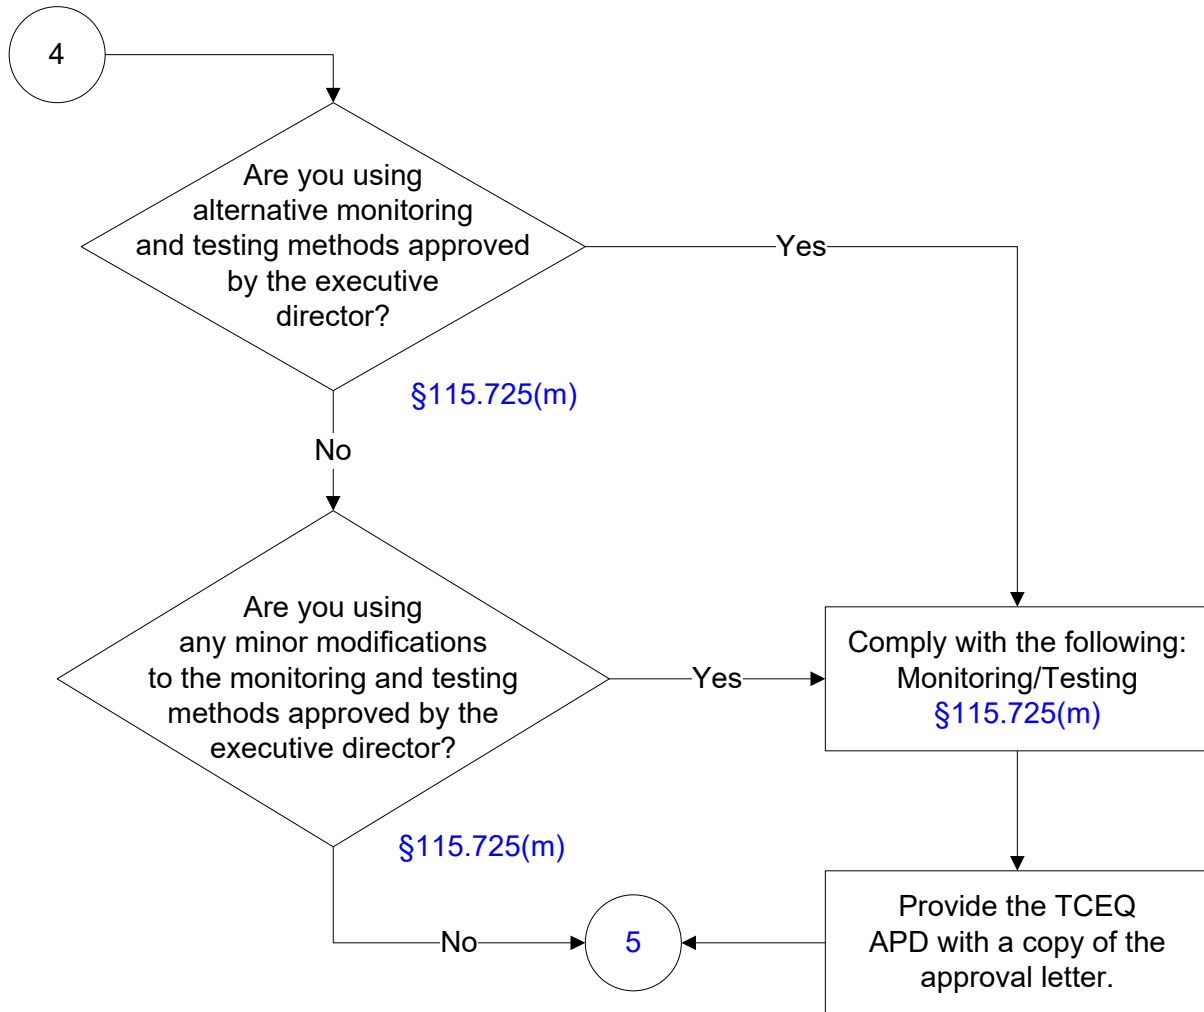 4
Are you using
alternative monitoring
and testing methods approved
by the executive
director?
Yes
§115.725(m)
No
Are you using
any minor modifications
to the monitoring and testing
methods approved by the
executive director?
Yes
Comply with the following:
Monitoring/Testing
§115.725(m)
§115.725(m)
No
5
Provide the TCEQ
APD with a copy of the
approval letter.